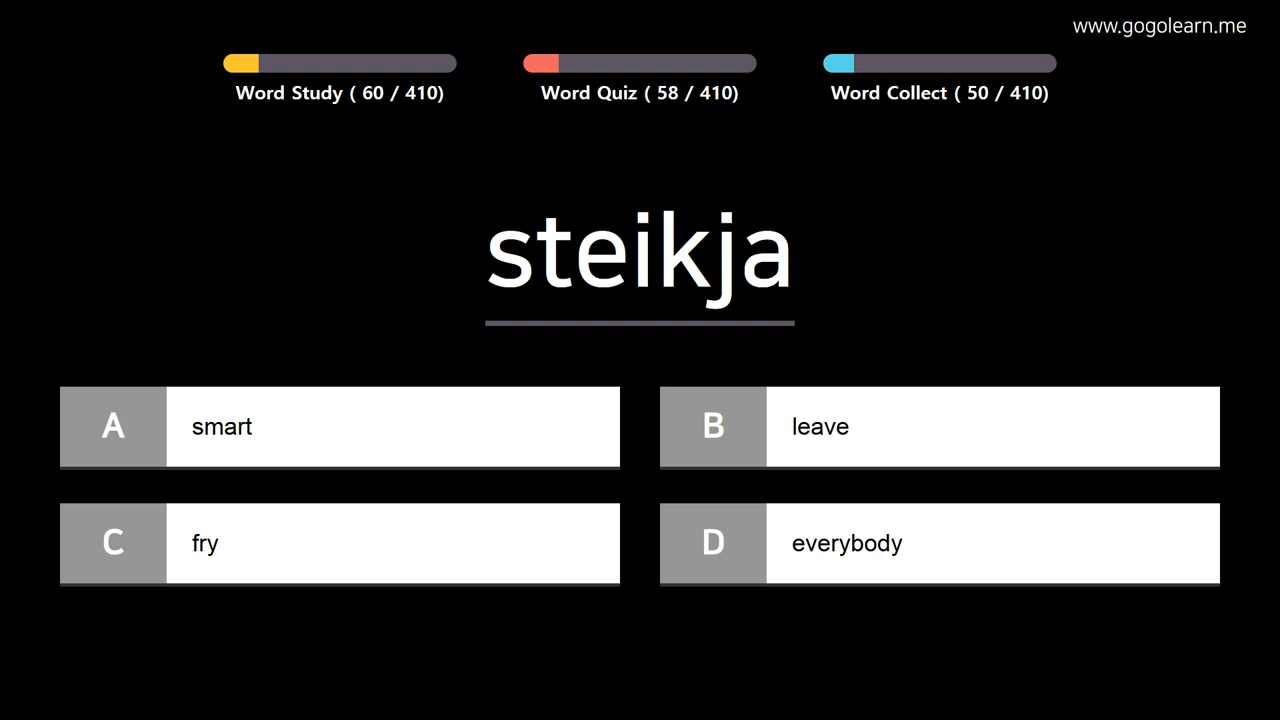 www.gogolearn.me
Word Study ( 60 / 410)
Word Quiz ( 58 / 410)
Word Collect ( 50 / 410)
steikja
A smart
B leave
C fry
D everybody